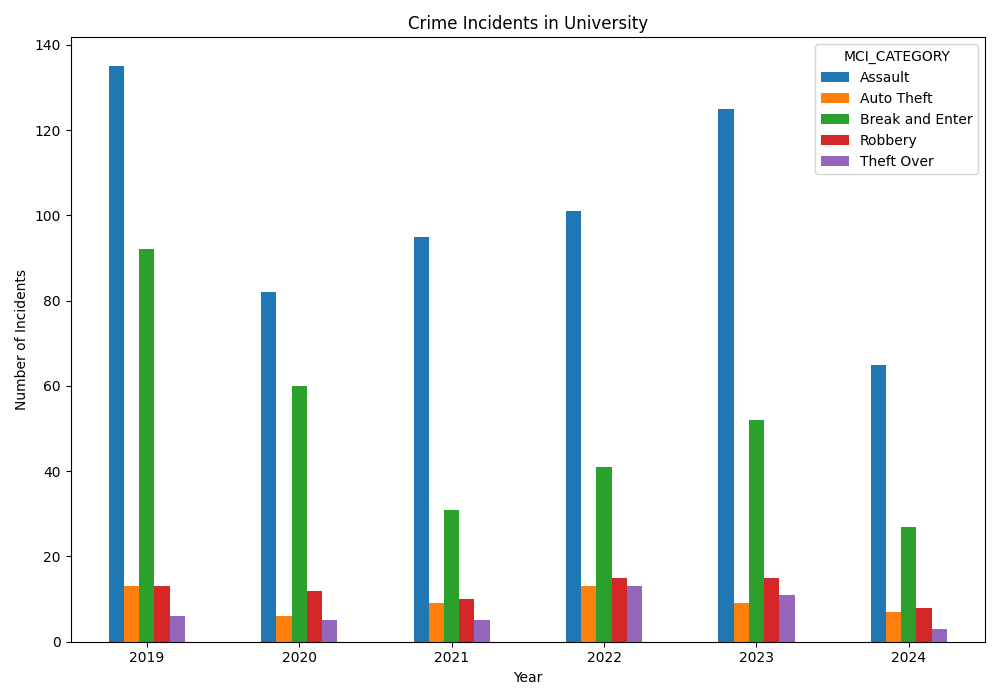 Crime Incidents in University
MCI_CATEGORY
Assault
Auto Theft
Break and Enter
Robbery
Theft Over
Number of Incidents
140
120
100
80
60
40
20
0
2019
2020
2021
2022
2023
2024
Year